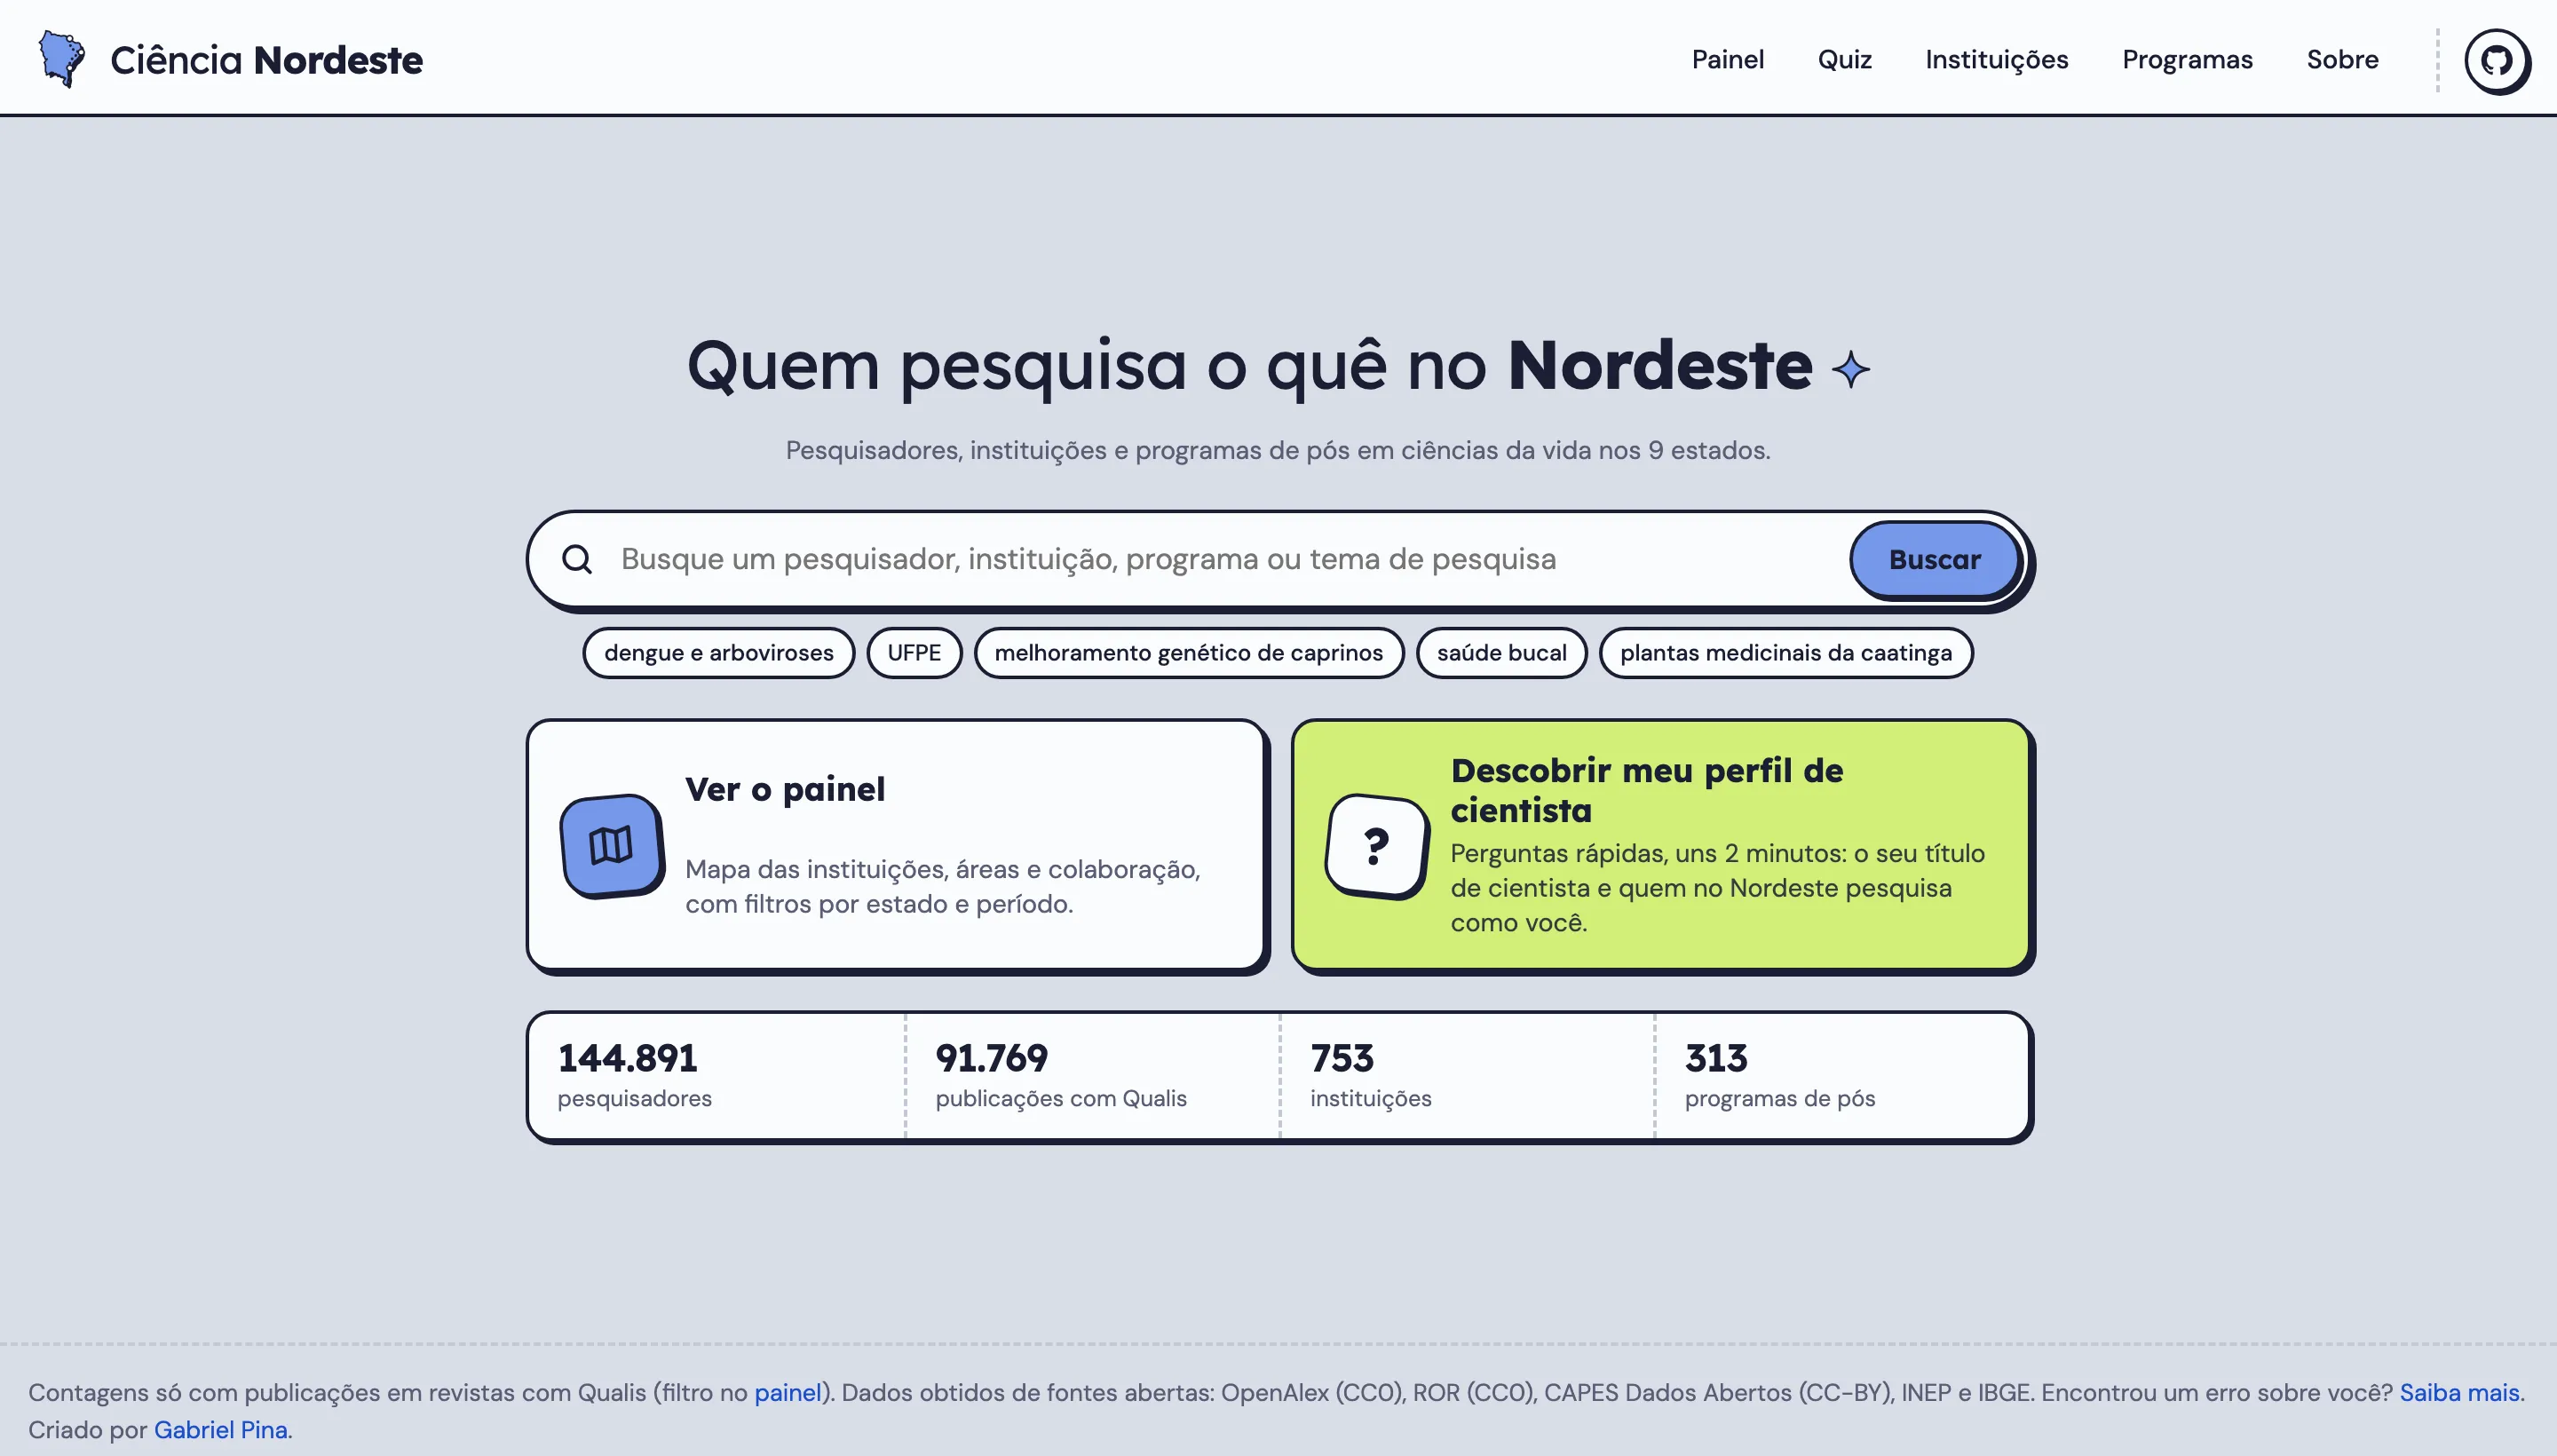 Ciência Nordeste
Painel Quiz Instituições Programas Sobre
Quem pesquisa o quê no Nordeste
Pesquisadores, instituições e programas de pós em ciências da vida nos 9 estados.
Busque um pesquisador, instituição, programa ou tema de pesquisa
Buscar
dengue e arboviroses
UFPE
melhoramento genético de caprinos
saúde bucal
plantas medicinais da caatinga
Ver o painel
Mapa das instituições, áreas e colaboração,
com filtros por estado e período.
?
Descobrir meu perfil de
cientista
Perguntas rápidas, uns 2 minutos: o seu título
de cientista e quem no Nordeste pesquisa
como você.
144.891
pesquisadores
91.769
publicações com Qualis
753
instituições
313
programas de pós
Contagens só com publicações em revistas com Qualis (filtro no painel). Dados obtidos de fontes abertas: OpenAlex (CC0), ROR (CC0), CAPES Dados Abertos (CC-BY), INEP e IBGE. Encontrou um erro sobre você? Saiba mais.
Criado por Gabriel Pina.